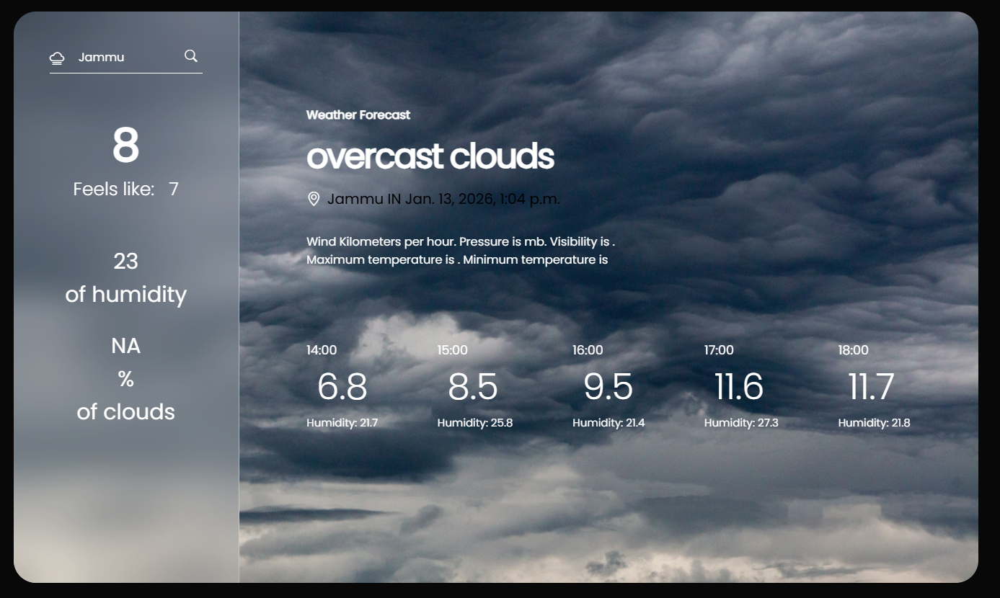 Jammu
8
Feels like: 7
23
of humidity
NA
%
of clouds
Weather Forecast
overcast clouds
Jammu IN Jan. 13, 2026, 1:04 p.m.
Wind Kilometers per hour. Pressure is mb. Visibility is .
Maximum temperature is . Minimum temperature is
14:00 15:00 16:00 17:00 18:00
6.8 8.5 9.5 11.6 11.7
Humidity: 21.7 Humidity: 25.8 Humidity: 21.4 Humidity: 27.3 Humidity: 21.8